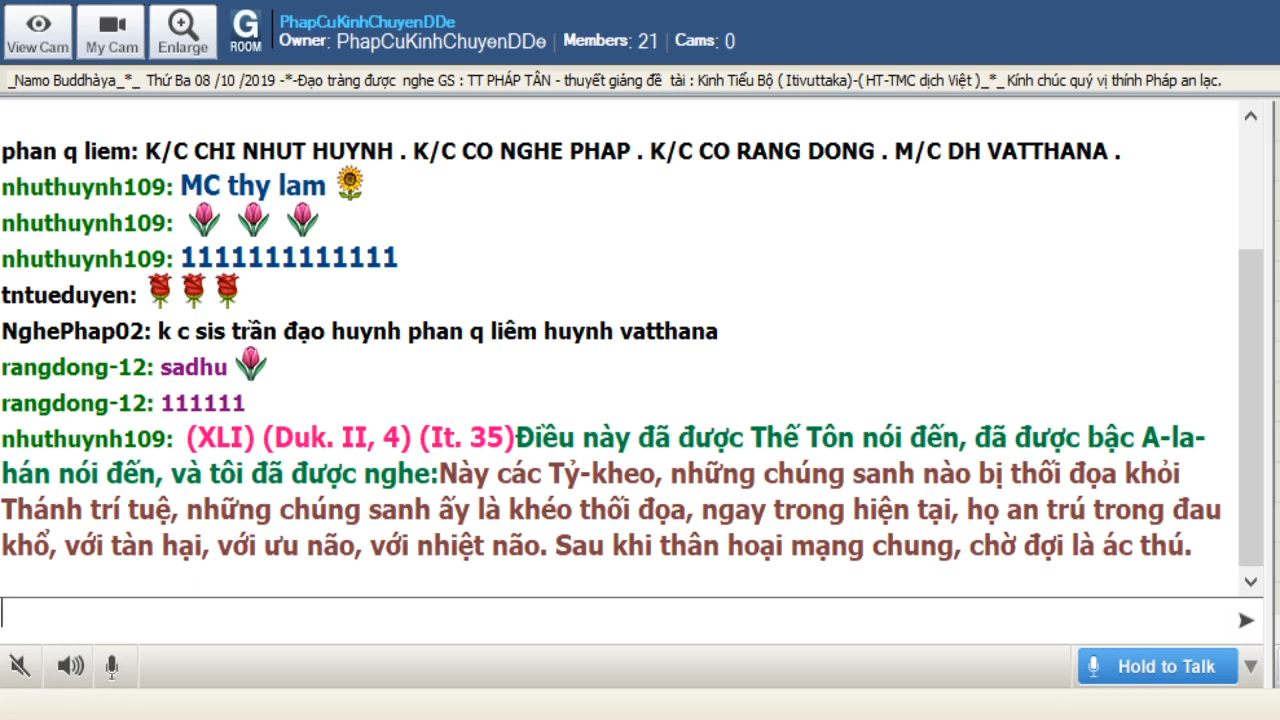 View Cam
My Cam
Enlarge
G
ROOM
PhapCuKinhChuyenDDe
Owner: PhapCuKinhChuyenDDe | Members: 21 | Cams: 0
_Namo Buddhàya_*_ Thứ Ba 08 /10 /2019 -*-Đạo tràng được nghe GS : TT PHÁP TÂN - thuyết giảng đề tài : Kinh Tiểu Bộ ( Itivuttaka)-( HT-TMC dịch Việt )_*_Kính chúc quý vị thính Pháp an lạc.
phan q liem: K/C CHI NHUT HUYNH . K/C CO NGHE PHAP . K/C CO RANG DONG . M/C DH VATTHANA .
nhuthuynh109: MC thy lam
nhuthuynh109:
nhuthuynh109: 1111111111111
tntueduyen:
NghePhap02: k c sis trần đạo huynh phan q liêm huynh vatthana
rangdong-12: sadhu
rangdong-12: 111111
nhuthuynh109: (XLI) (Duk. II, 4) (It. 35)Điều này đã được Thế Tôn nói đến, đã được bậc A-la-
hán nói đến, và tôi đã được nghe:Này các Tỷ-kheo, những chúng sanh nào bị thối đọa khỏi
Thánh trí tuệ, những chúng sanh ấy là khéo thối đọa, ngay trong hiện tại, họ an trú trong đau
khổ, với tàn hại, với ưu não, với nhiệt não. Sau khi thân hoại mạng chung, chờ đợi là ác thú.
Hold to Talk